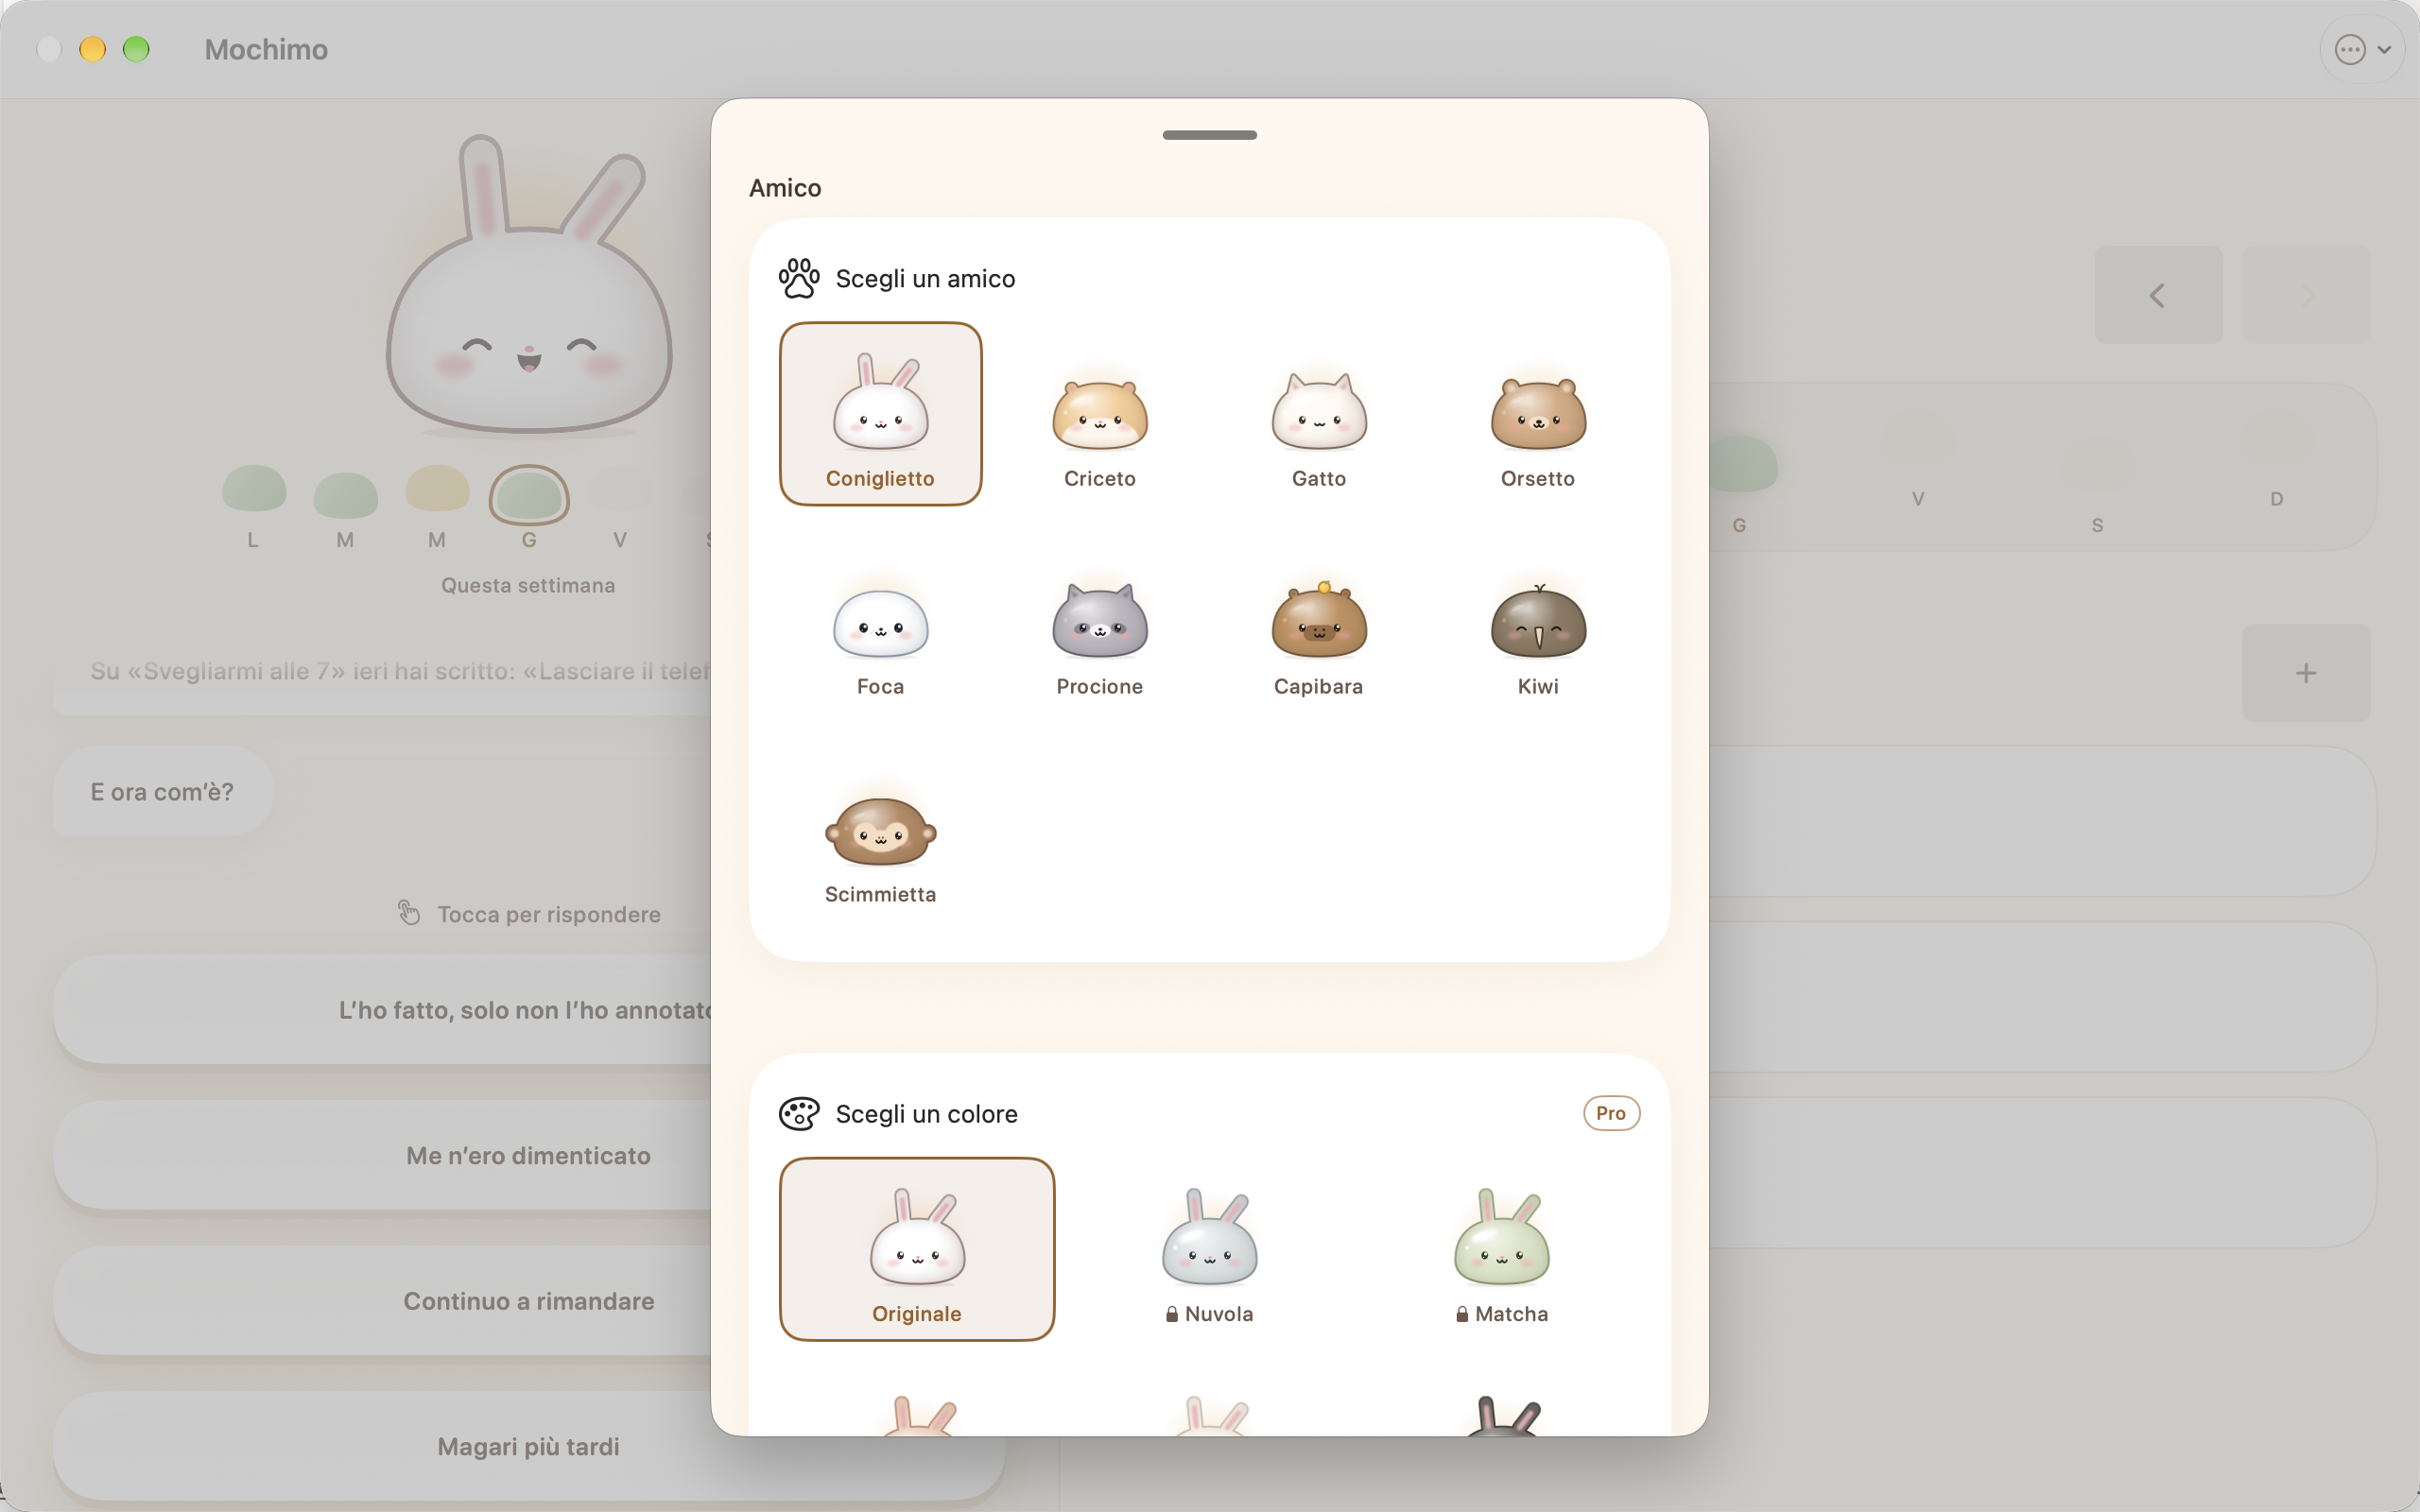 Mochimo
L
M
M
G
V
Questa settimana
Su «Svegliarmi alle 7» ieri hai scritto: «Lasciare il
E ora com'è?
Tocca per rispondere
L'ho fatto, solo non l'ho
Me n'ero dimenticato
Continuo a rimandare
Magari più tardi
Amico
Scegli un amico
Coniglietto
Criceto
Gatto
Orsetto
Foca
Procione
Capibara
Kiwi
Scimmietta
Scegli un colore
Pro
Originale
Nuvola
Matcha
G
V
S
D